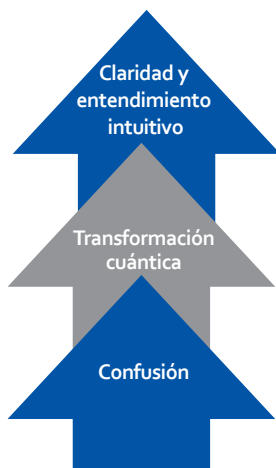 Claridad y
entendimiento
intuitivo
Transformación
cuántica
Confusión